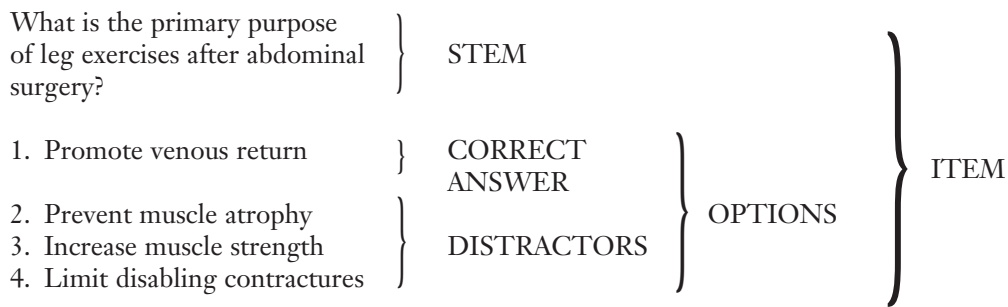 What is the primary purpose
of leg exercises after abdominal
surgery?
STEM
1. Promote venous return
CORRECT
ANSWER
2. Prevent muscle atrophy
3. Increase muscle strength
4. Limit disabling contractures
DISTRACTORS
OPTIONS
ITEM